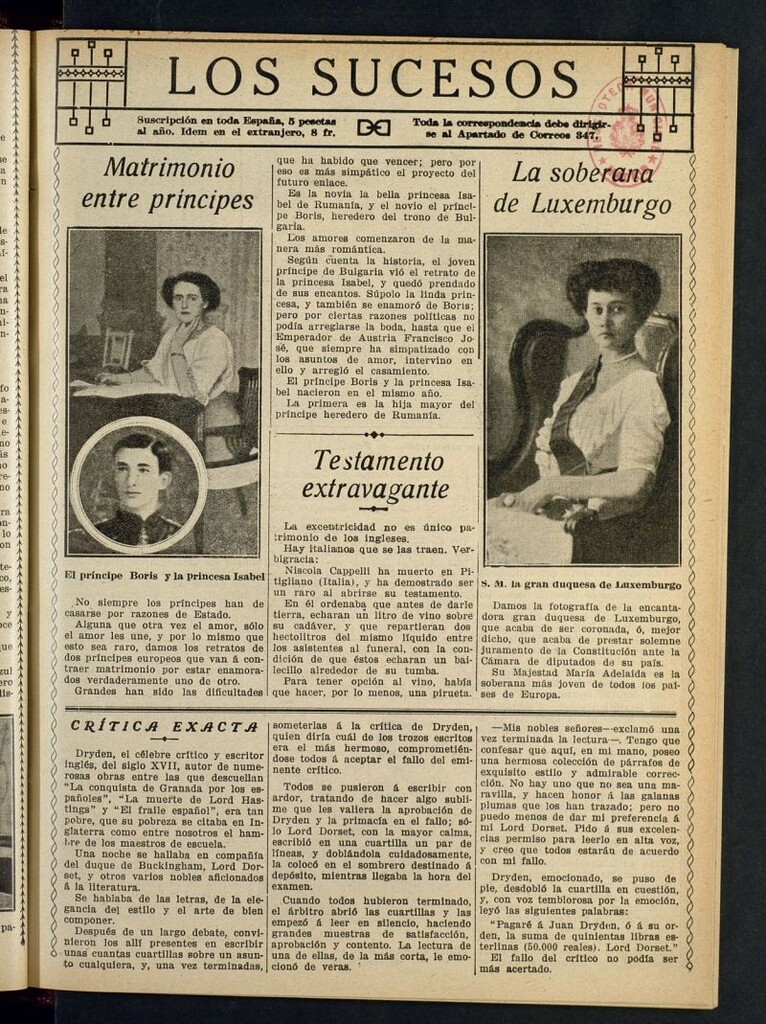 LOS SUCESOS
Suscripción en toda España, 5 pesetas
al año. Idem en el extranjero, 8 fr.
Toda la correspondencia debe dirigir-
se al Apartado de Correos 347.
Matrimonio
entre príncipes
El príncipe Boris y la princesa Isabel
No siempre los príncipes han de
casarse por razones de Estado.
Alguna que otra vez el amor, sólo
el amor les une, y por lo mismo que
esto sea raro, damos los retratos de
dos príncipes europeos que van á con-
traer matrimonio por estar enamora-
dos verdaderamente uno de otro.
Grandes han sido las dificultades
que ha habido que vencer; pero por
eso es más simpático el proyecto del
futuro enlace.
Es la novia la bella princesa Isa-
bel de Rumanía, y el novio el prínci-
pe Boris, heredero del trono de Bul-
garia.
Los amores comenzaron de la ma-
nera más romántica.
Según cuenta la historia, el joven
príncipe de Bulgaria vió el retrato de
la princesa Isabel, y quedó prendado
de sus encantos. Súpolo la linda prin-
cesa, y también se enamoró de Boris;
pero por ciertas razones políticas no
podía arreglarse la boda, hasta que el
Emperador de Austria Francisco Jo-
sé, que siempre ha simpatizado con
los asuntos de amor, intervino en
ello y arregló el casamiento.
El príncipe Boris y la princesa Isa-
bel nacieron en el mismo año.
La primera es la hija mayor del
príncipe heredero de Rumanía.
Testamento
extravagante
La excentricidad no es único pa-
trimonio de los ingleses.
Hay italianos que se las traen. Ver-
bigracia:
Niscola Cappelli ha muerto en Pi-
tigliano (Italia), y ha demostrado ser
un raro al abrirse su testamento.
En él ordenaba que antes de darle
tierra, echaran un litro de vino sobre
su cadáver, y que repartieran dos
hectolitros del mismo líquido entre
los asistentes al funeral, con la con-
dición de que éstos echaran un bai-
lecillo alrededor de su tumba.
Para tener opción al vino, había
que hacer, por lo menos, una pirueta.
La soberana
de Luxemburgo
S. M. la gran duquesa de Luxemburgo
Damos la fotografía de la encanta-
dora gran duquesa de Luxemburgo,
que acaba de ser coronada, ó, mejor
dicho, que acaba de prestar solemne
juramento de la Constitución ante la
Cámara de diputados de su país.
Su Majestad María Adelaida es la
soberana más joven de todos los paí-
ses de Europa.
CRÍTICA EXACTA
Dryden, el célebre crítico y escritor
inglés, del siglo XVII, autor de nume-
rosas obras entre las que descuellan
"La conquista de Granada por los es-
pañoles", "La muerte de Lord Has-
tings" y "El fraile español", era tan
pobre, que su pobreza se citaba en In-
glaterra como entre nosotros el ham-
bre de los maestros de escuela.
Una noche se hallaba en compañía
del duque de Buckingham, Lord Dor-
set, y otros varios nobles aficionados
á la literatura.
Se hablaba de las letras, de la ele-
gancia del estilo y el arte de bien
componer.
Después de un largo debate, convi-
nieron los allí presentes en escribir
unas cuantas cuartillas sobre un asun-
to cualquiera, y, una vez terminadas,
someterlas á la crítica de Dryden,
quien diría cuál de los trozos escritos
era el más hermoso, comprometién-
dose todos á aceptar el fallo del emi-
nente crítico.
Todos se pusieron á escribir con
ardor, tratando de hacer algo subli-
me que les valiera la aprobación de
Dryden y la primacía en el fallo; só-
lo Lord Dorset, con la mayor calma,
escribió en una cuartilla un par de
líneas, y doblándola cuidadosamente,
la colocó en el sombrero destinado á
depósito, mientras llegaba la hora del
examen.
Cuando todos hubieron terminado,
el árbitro abrió las cuartillas y las
empezó á leer en silencio, haciendo
grandes muestras de satisfacción,
aprobación y contento. La lectura de
una de ellas, de la más corta, le emo-
cionó de veras.
—Mis nobles señores—exclamó una
vez terminada la lectura—. Tengo que
confesar que aquí, en mi mano, poseo
una hermosa colección de párrafos de
exquisito estilo y admirable correc-
ción. No hay uno que no sea una ma-
ravilla, y hacen honor á las galanas
plumas que los han trazado; pero no
puedo menos de dar mi preferencia á
mi Lord Dorset. Pido á sus excelen-
cias permiso para leerlo en alta voz,
y creo que todos estarán de acuerdo
con mi fallo.
Dryden, emocionado, se puso de
pie, desdobló la cuartilla en cuestión,
y, con voz temblorosa por la emoción,
leyó las siguientes palabras:
"Pagaré á Juan Dryden, ó á su or-
den, la suma de quinientas libras es-
terlinas (50.000 reales). Lord Dorset."
El fallo del crítico no podía ser
más acertado.